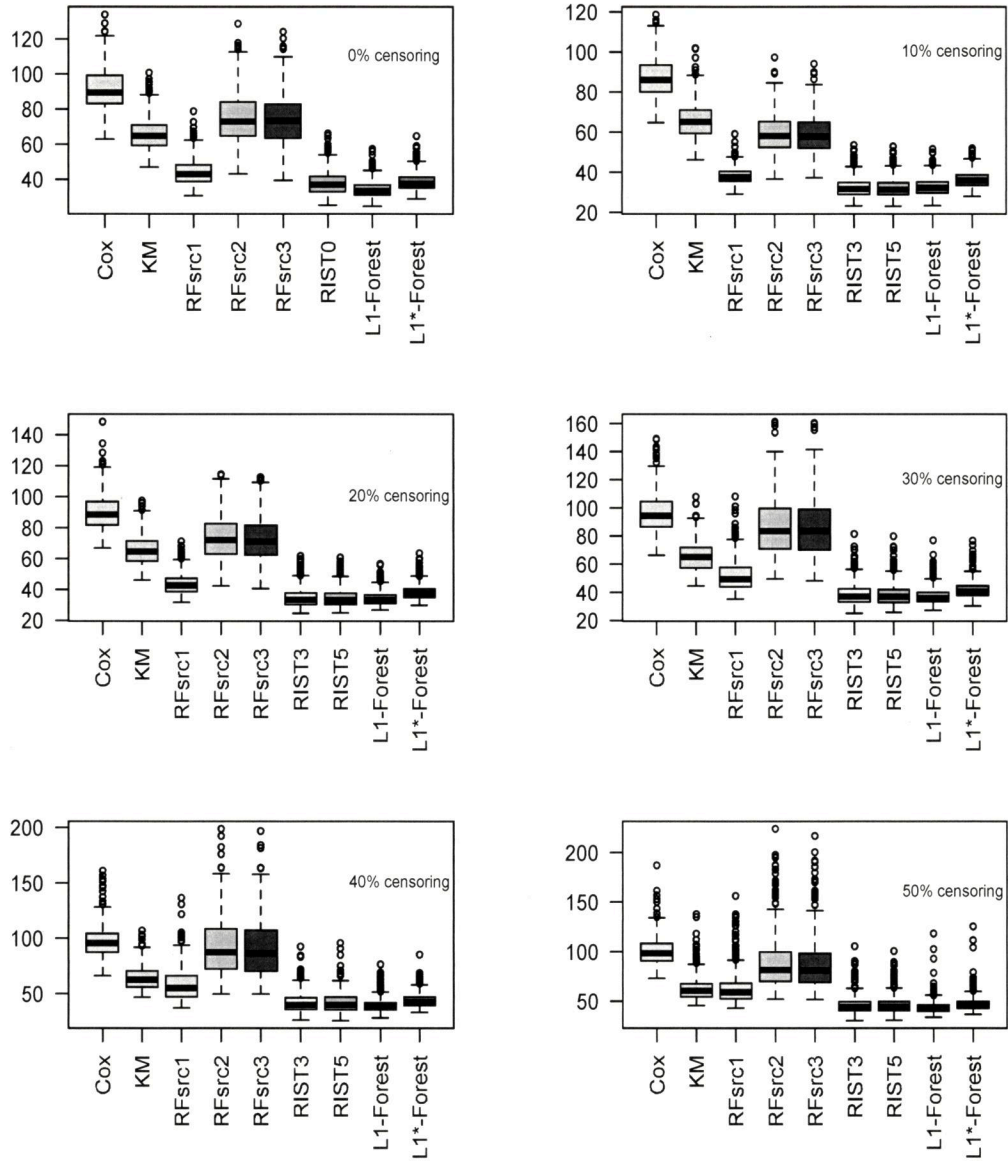 120
100
80
60
40
0% censoring
Cox
KM
RFsrc1
RFsrc2
RFsrc3
RIST0
L1-Forest
L1*-Forest
120
100
80
60
40
20
10% censoring
Cox
KM
RFsrc1
RFsrc2
RFsrc3
RIST3
RIST5
L1-Forest
L1*-Forest
140
120
100
80
60
40
20
20% censoring
Cox
KM
RFsrc1
RFsrc2
RFsrc3
RIST3
RIST5
L1-Forest
L1*-Forest
160
140
120
100
80
60
40
20
30% censoring
Cox
KM
RFsrc1
RFsrc2
RFsrc3
RIST3
RIST5
L1-Forest
L1*-Forest
200
150
100
50
40% censoring
Cox
KM
RFsrc1
RFsrc2
RFsrc3
RIST3
RIST5
L1-Forest
L1*-Forest
200
150
100
50
50% censoring
Cox
KM
RFsrc1
RFsrc2
RFsrc3
RIST3
RIST5
L1-Forest
L1*-Forest